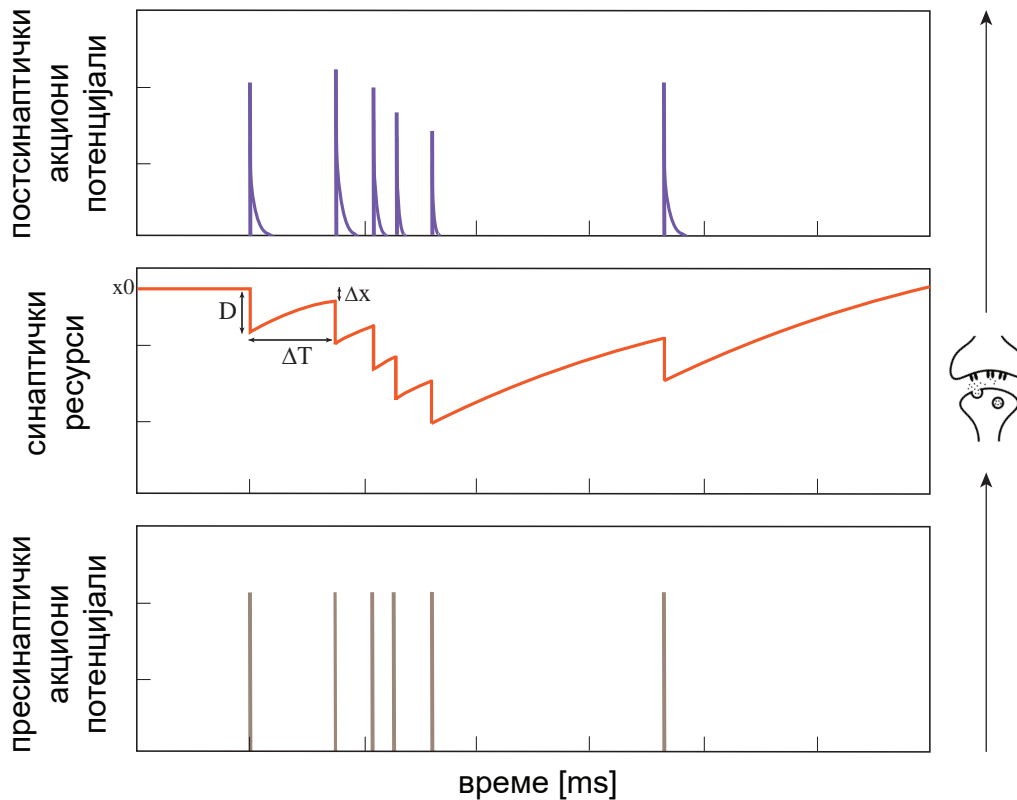 постсинаптички
акциони
потенцијали
x0
D
ΔT
Δx
синаптички
ресурси
пресинаптички
акциони
потенцијали
време [ms]